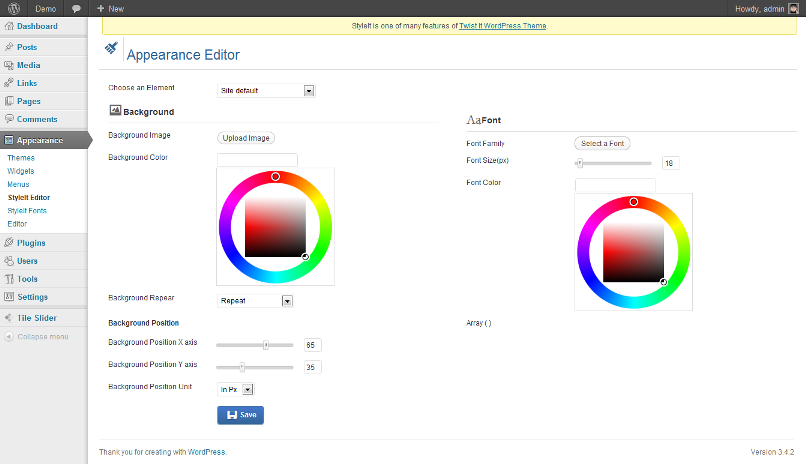 Demo + New Howdy, admin
StyleIt is one of many features of Twist It WordPress Theme.
Dashboard
Posts
Media
Links
Pages
Comments
Appearance
Themes
Widgets
Menus
StyleIt Editor
StyleIt Fonts
Editor
Plugins
Users
Tools
Settings
Tile Slider
Collapse menu
Appearance Editor
Choose an Element Site default
Background
Background Image Upload Image
Background Color
Background Repear Repeat
Background Position
Background Position X axis 65
Background Position Y axis 35
Background Position Unit In Px
Save
AaFont
Font Family Select a Font
Font Size(px) 18
Font Color
Array ( )
Thank you for creating with WordPress. Version 3.4.2